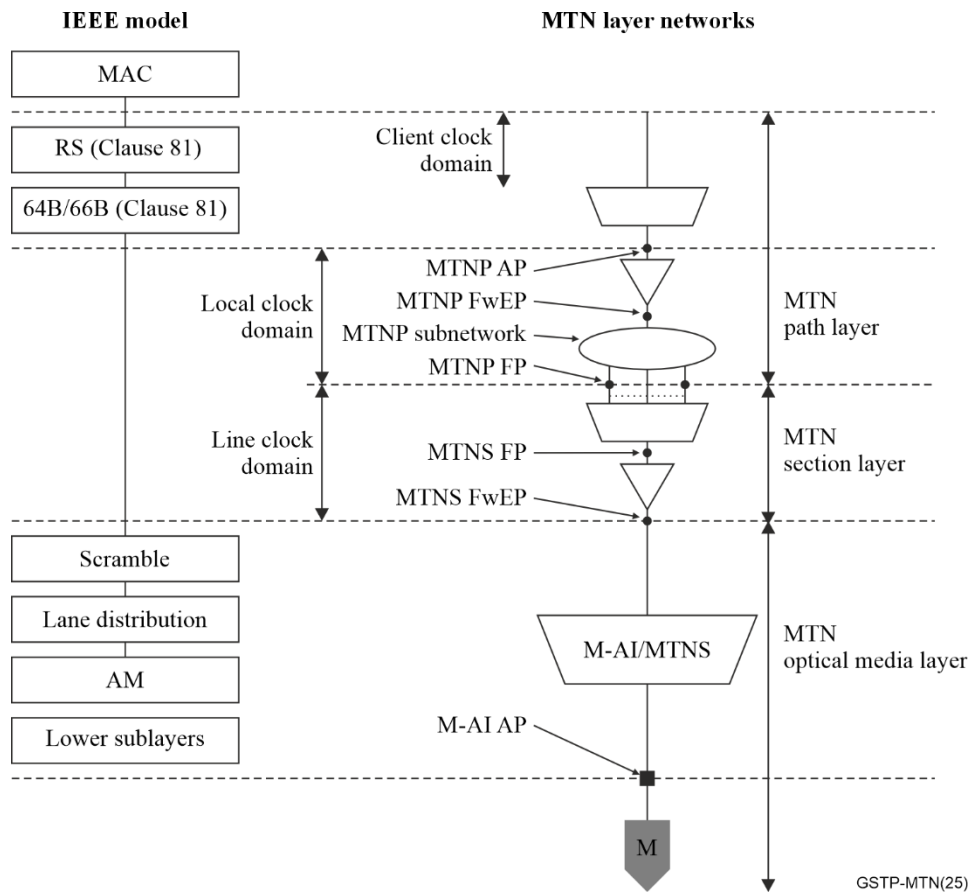 IEEE model
MTN layer networks
MAC
RS (Clause 81)
64B/66B (Clause 81)
Client clock
domain
MTNP AP
MTNP FwEP
MTNP subnetwork
MTNP FP
Local clock
domain
MTN
path layer
Line clock
domain
MTNS FP
MTNS FwEP
MTN
section layer
Scramble
Lane distribution
AM
Lower sublayers
M-AI/MTNS
M-AI AP
MTN
optical media layer
M
GSTP-MTN(25)